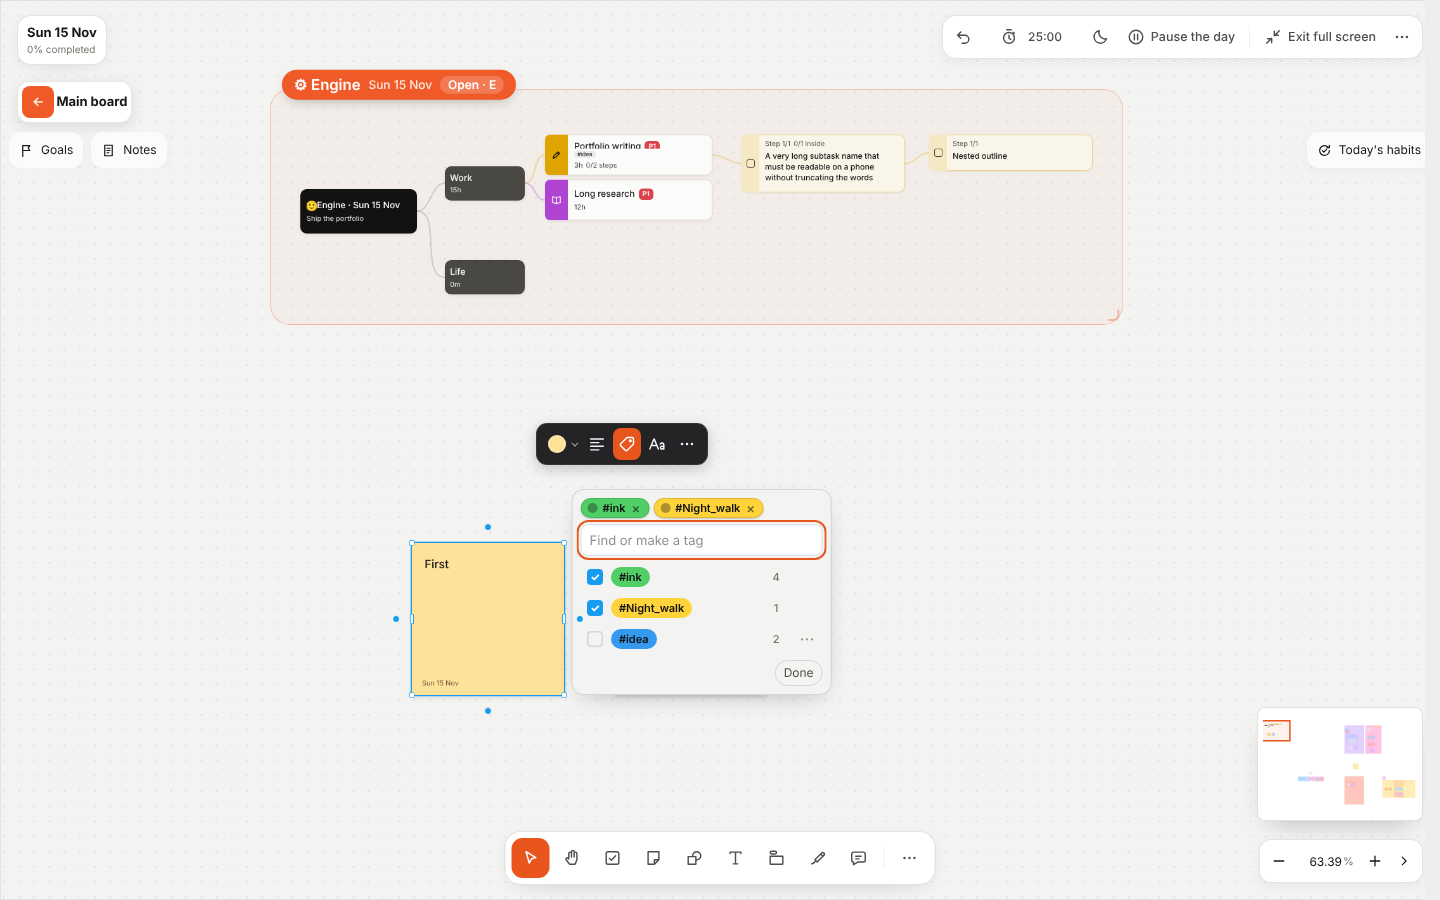 Sun 15 Nov
0% completed
25:00
Pause the day
Exit full screen
Main board
Goals
Notes
Today's habits
Engine Sun 15 Nov Open · E
Engine · Sun 15 Nov
Ship the portfolio
Work
15h
Life
0m
Portfolio writing P1
#idea
3h 0/2 steps
Long research P1
12h
Step 1/1 0/1 inside
A very long subtask name that
must be readable on a phone
without truncating the words
Step 1/1
Nested outline
Aa
#ink × #Night_walk ×
Find or make a tag
#ink 4
#Night_walk 1
#idea 2
Done
First
Sun 15 Nov
63.39 %